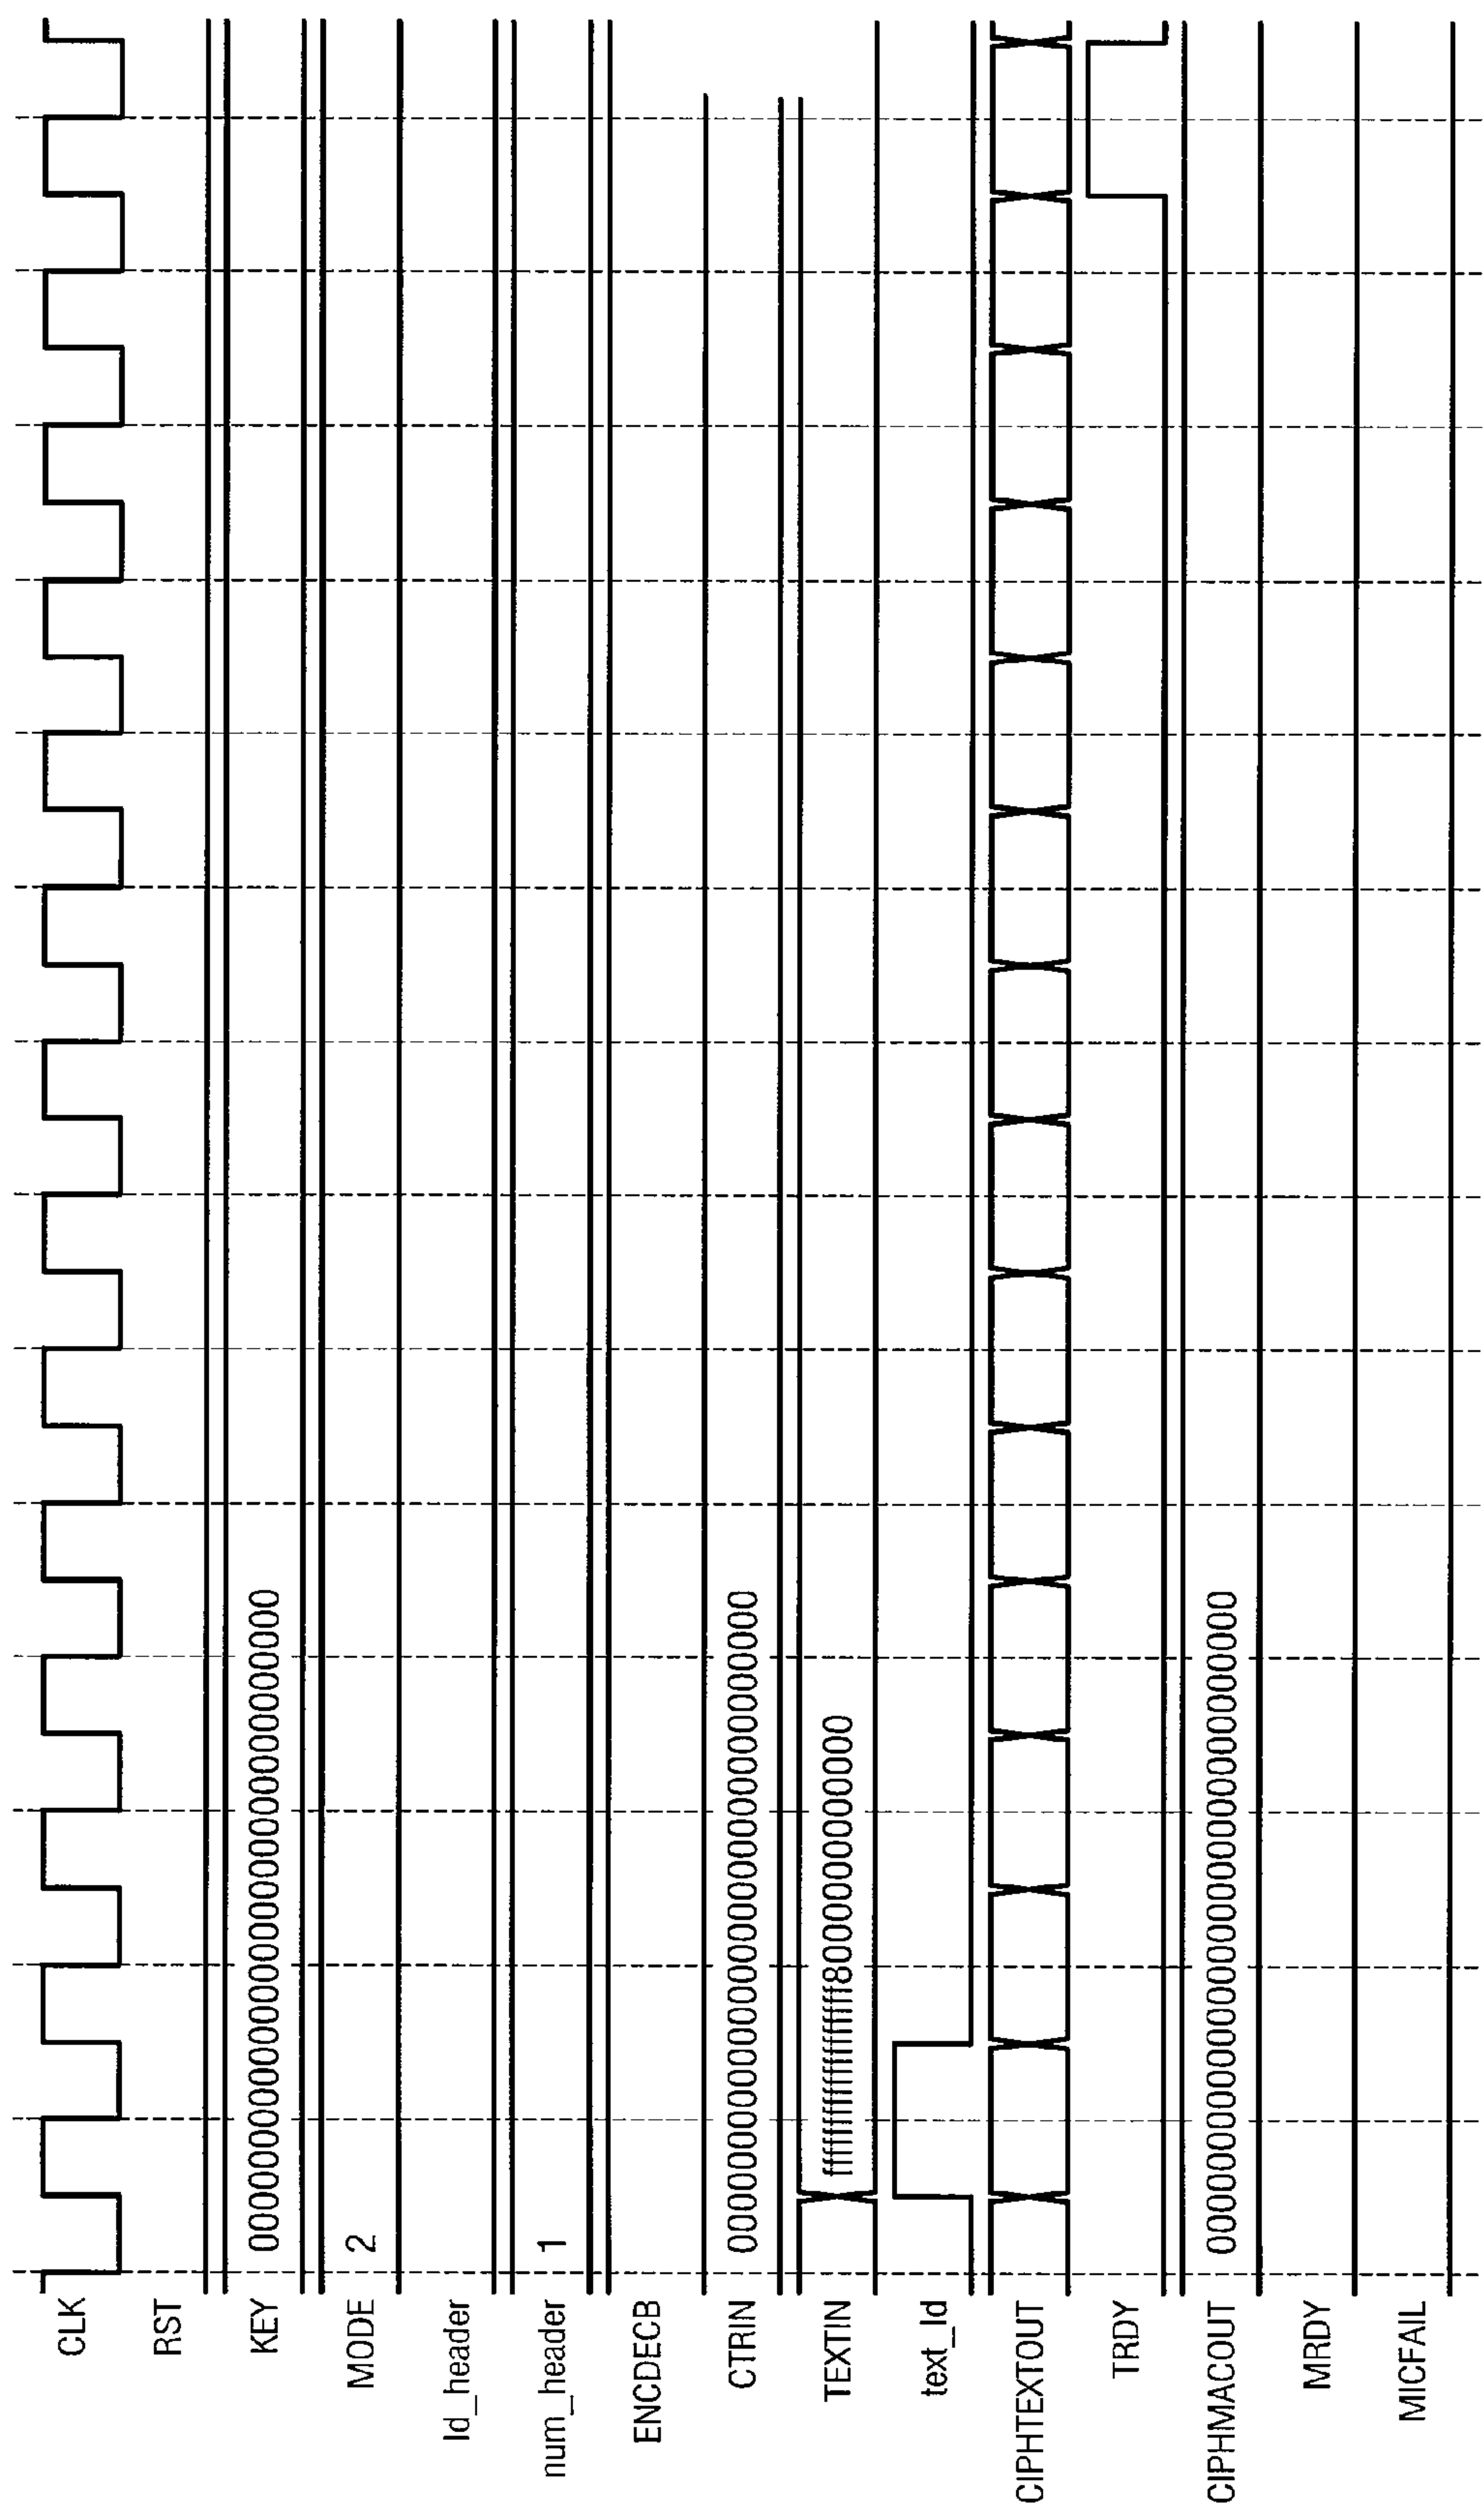 CLK
RST
KEY 00000000000000000000000000000000
MODE 2
ld_header
num_header 1
ENCDECB
CTRIN 00000000000000000000000000000000
TEXTIN fffffffffffffffffff8000000000000
text_ld
CIPHTEXTOUT
TRDY
CIPHMACOUT 00000000000000000000000000000000
MRDY
MICFAIL